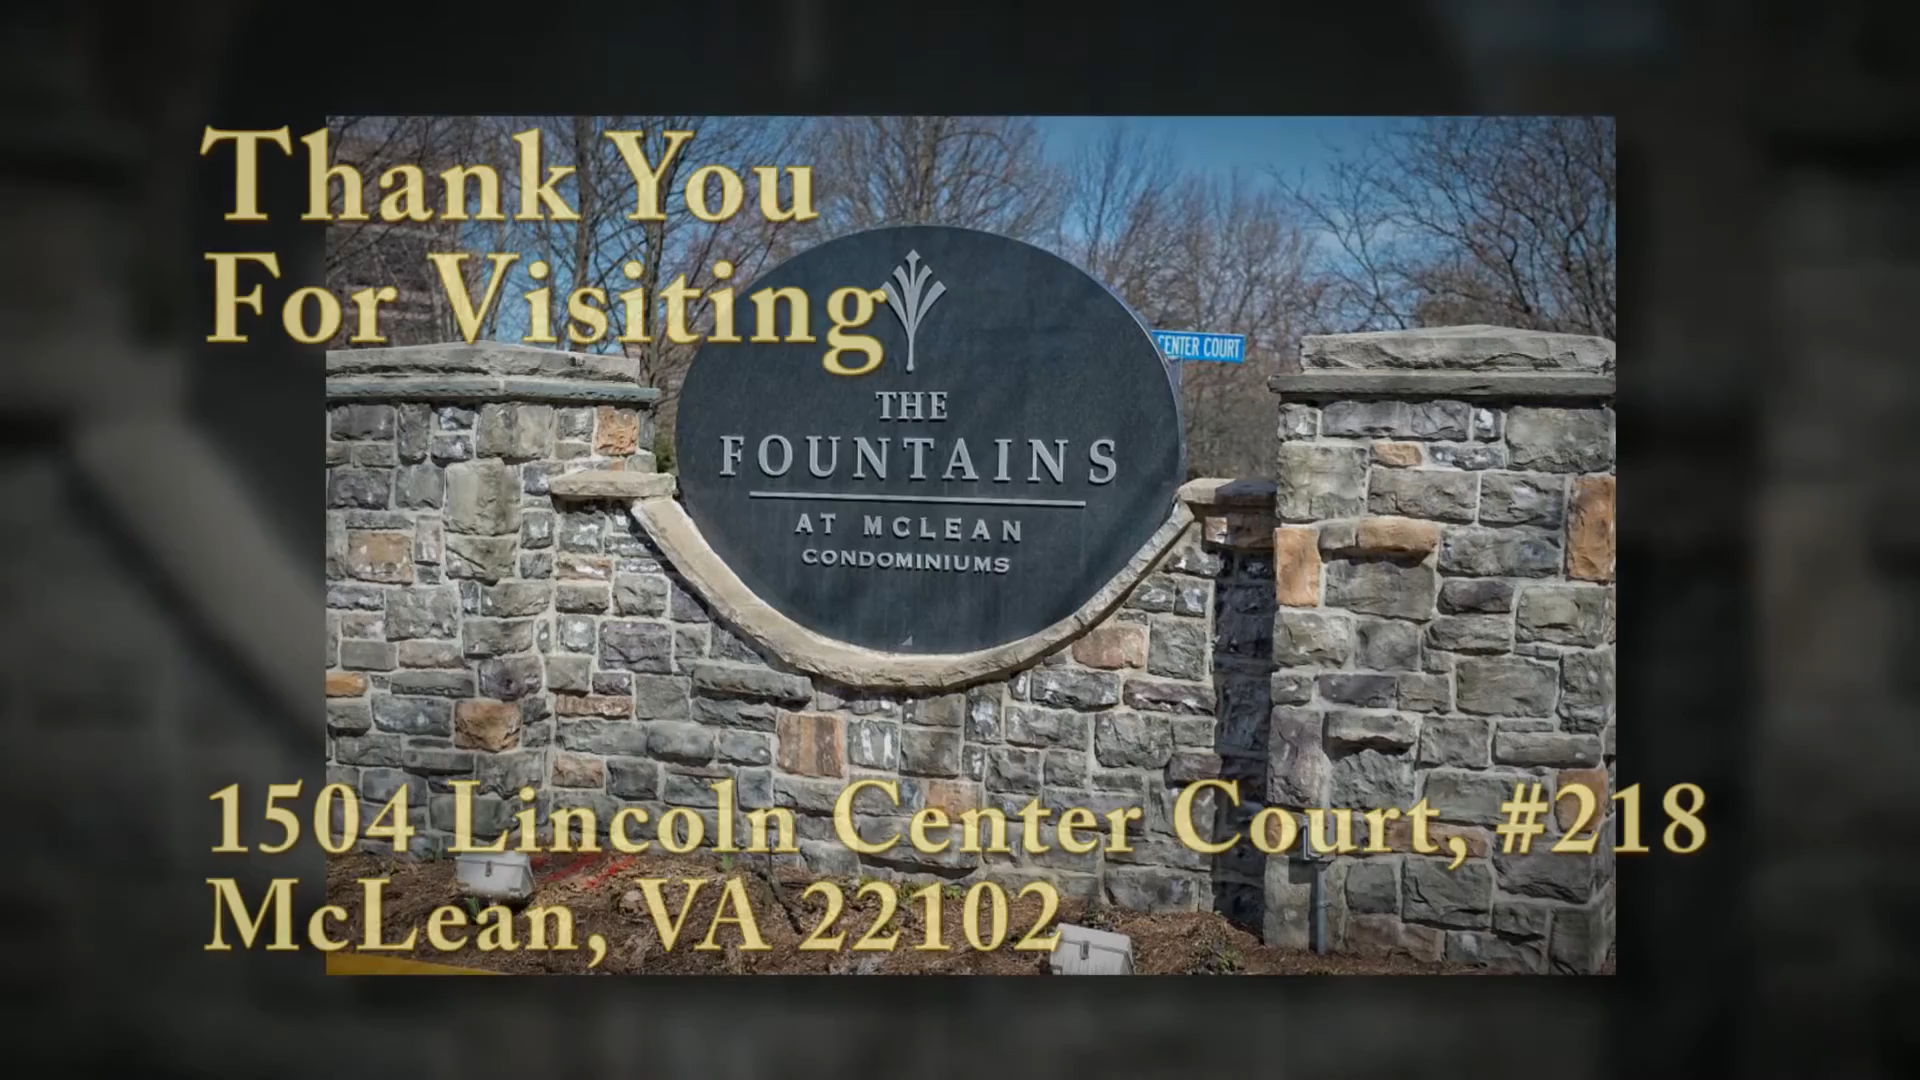 Thank You
For Visiting
CENTER COURT
THE
FOUNTAINS
AT MCLEAN
CONDOMINIUMS
1504 Lincoln Center Court, #218
McLean, VA 22102